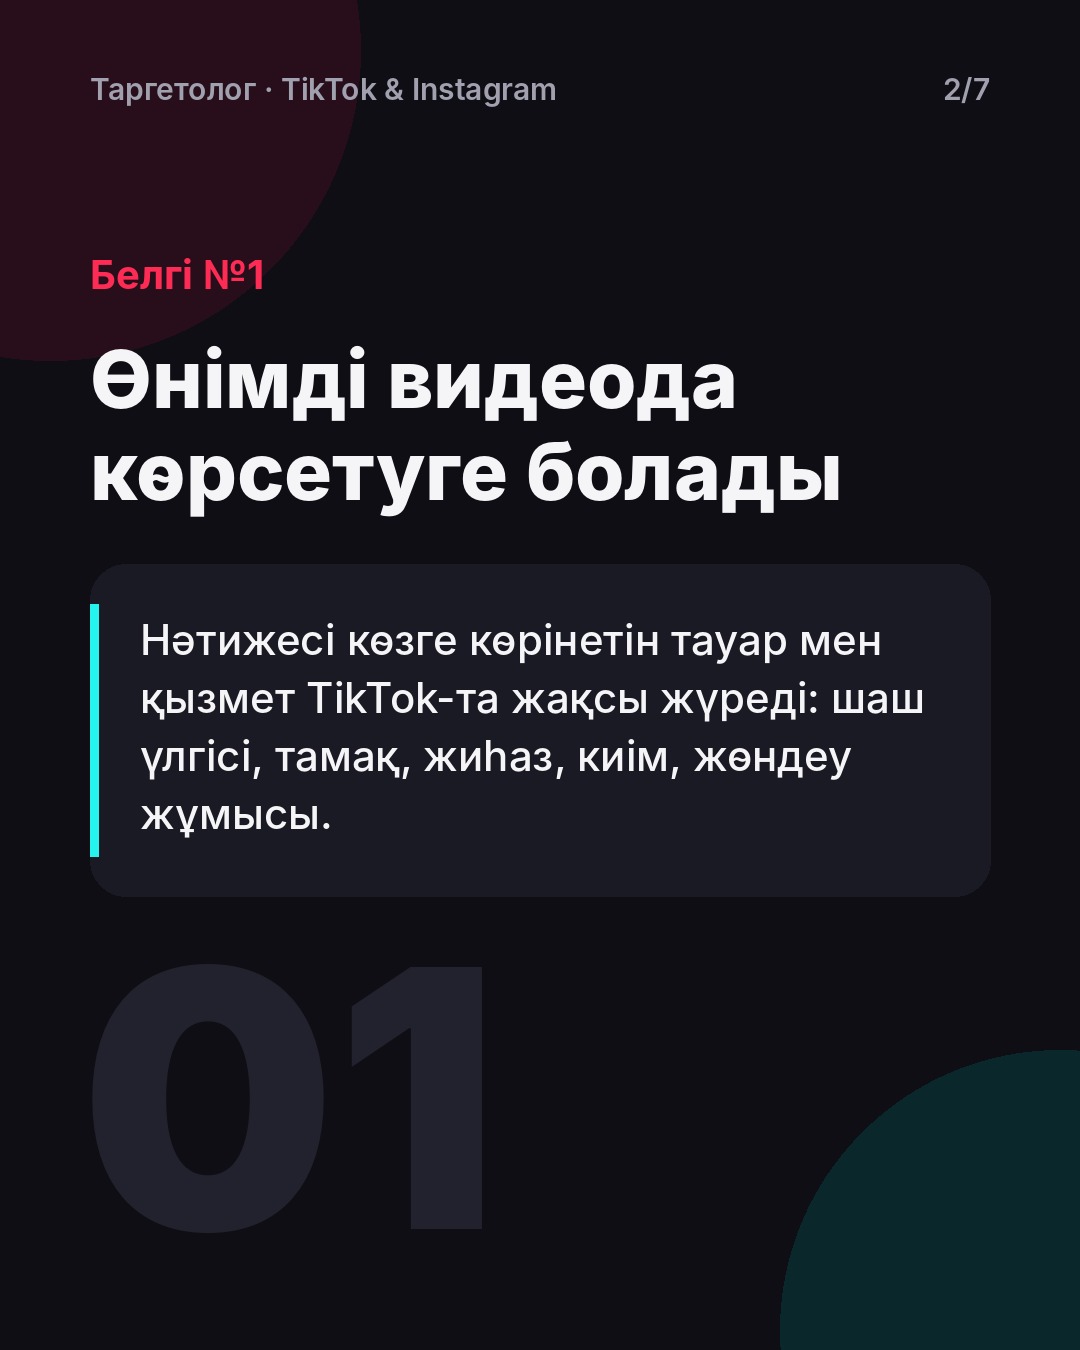 Таргетолог · TikTok & Instagram
2/7
Белгі №1
Өнімді видеода
көрсетуге болады
Нәтижесі көзге көрінетін тауар мен
қызмет TikTok-та жақсы жүреді: шаш
үлгісі, тамақ, жиһаз, киім, жөндеу
жұмысы.
01